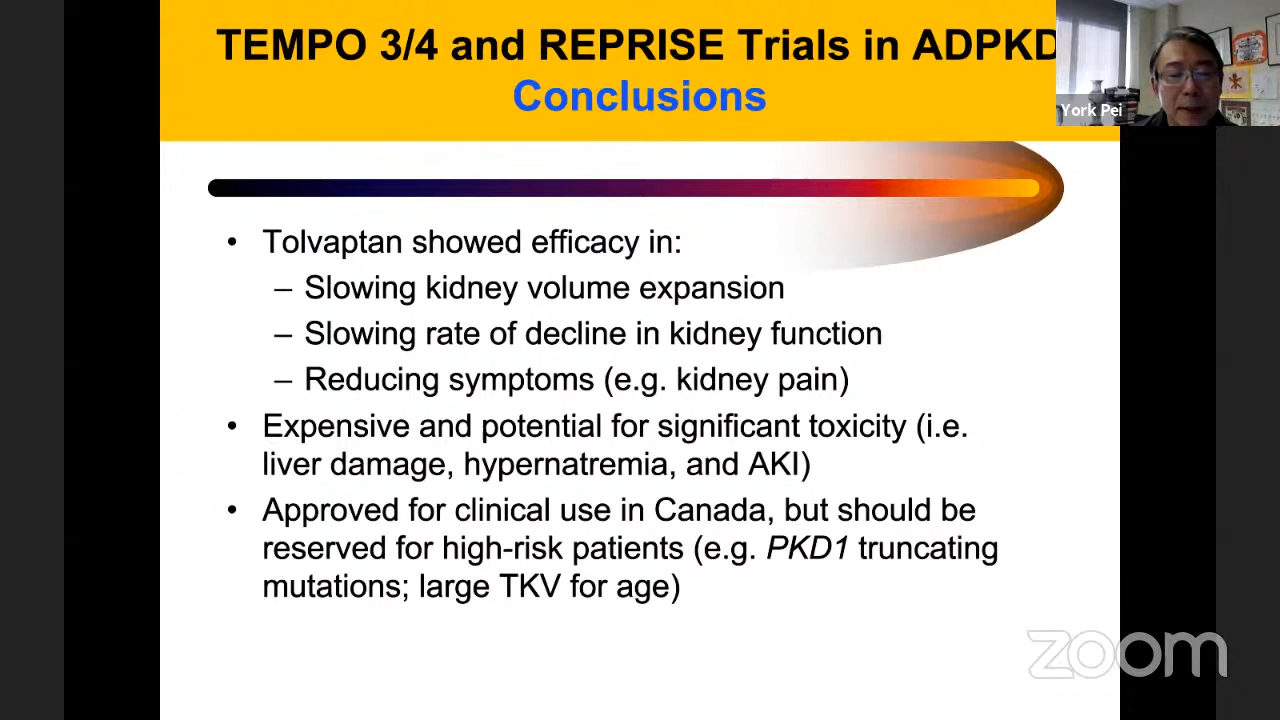 TEMPO 3/4 and REPRISE Trials in ADPKD
Conclusions
York Pei
• Tolvaptan showed efficacy in:
– Slowing kidney volume expansion
– Slowing rate of decline in kidney function
– Reducing symptoms (e.g. kidney pain)
• Expensive and potential for significant toxicity (i.e.
liver damage, hypernatremia, and AKI)
• Approved for clinical use in Canada, but should be
reserved for high-risk patients (e.g. PKD1 truncating
mutations; large TKV for age)
zoom